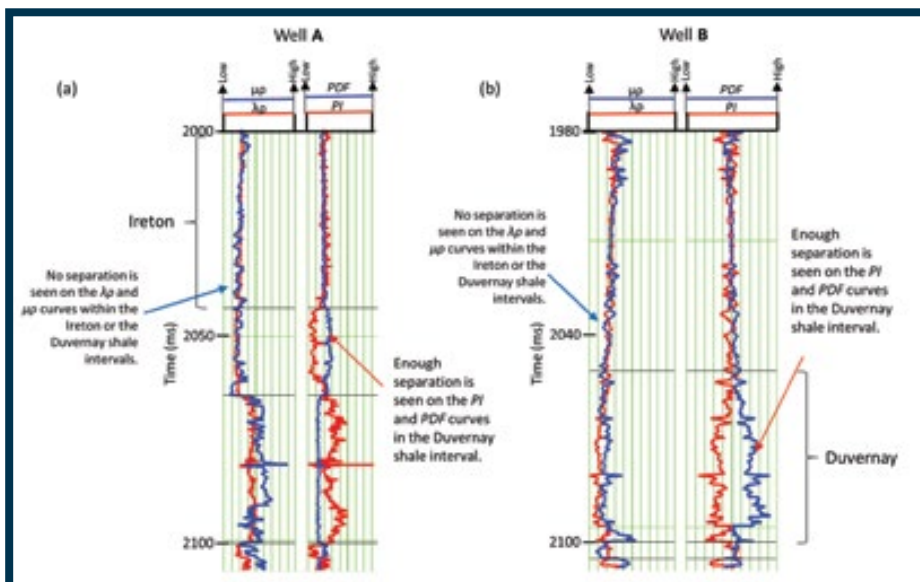 Well A
Well B
(a)
Low
High
Low
High
(b)
Low
High
Low
High
μρ
λρ
PDF
PI
μρ
λρ
PDF
PI
2000
Ireton
No separation is
seen on the λρ and
μρ curves within the
Ireton or the
Duvernay shale
intervals.
2050
Time (ms)
Enough
separation is
seen on the PI
and PDF curves
in the Duvernay
shale interval.
2100
1980
No separation is
seen on the λρ and
μρ curves within the
Ireton or the
Duvernay shale
intervals.
2040
Time (ms)
Enough
separation is
seen on the PI
and PDF curves
in the Duvernay
shale interval.
Duvernay
2100